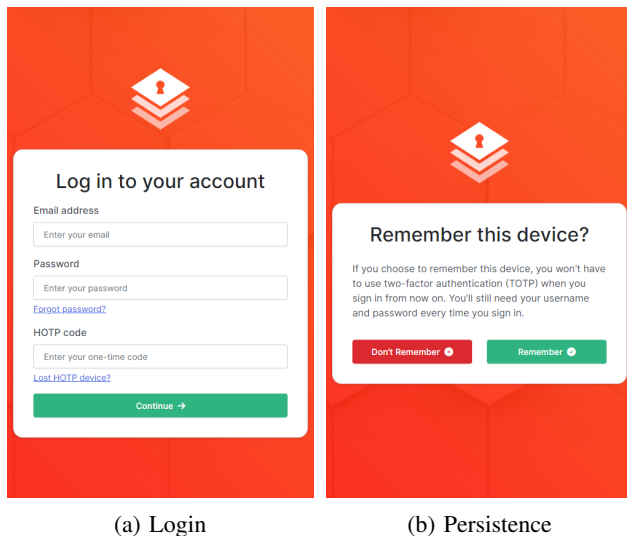 Log in to your account
Email address
Enter your email
Password
Enter your password
Forgot password?
HOTP code
Enter your one-time code
Lost HOTP device?
Continue →
(a) Login
Remember this device?
If you choose to remember this device, you won't have
to use two-factor authentication (TOTP) when you
sign in from now on. You'll still need your username
and password every time you sign in.
Don't Remember
Remember
(b) Persistence